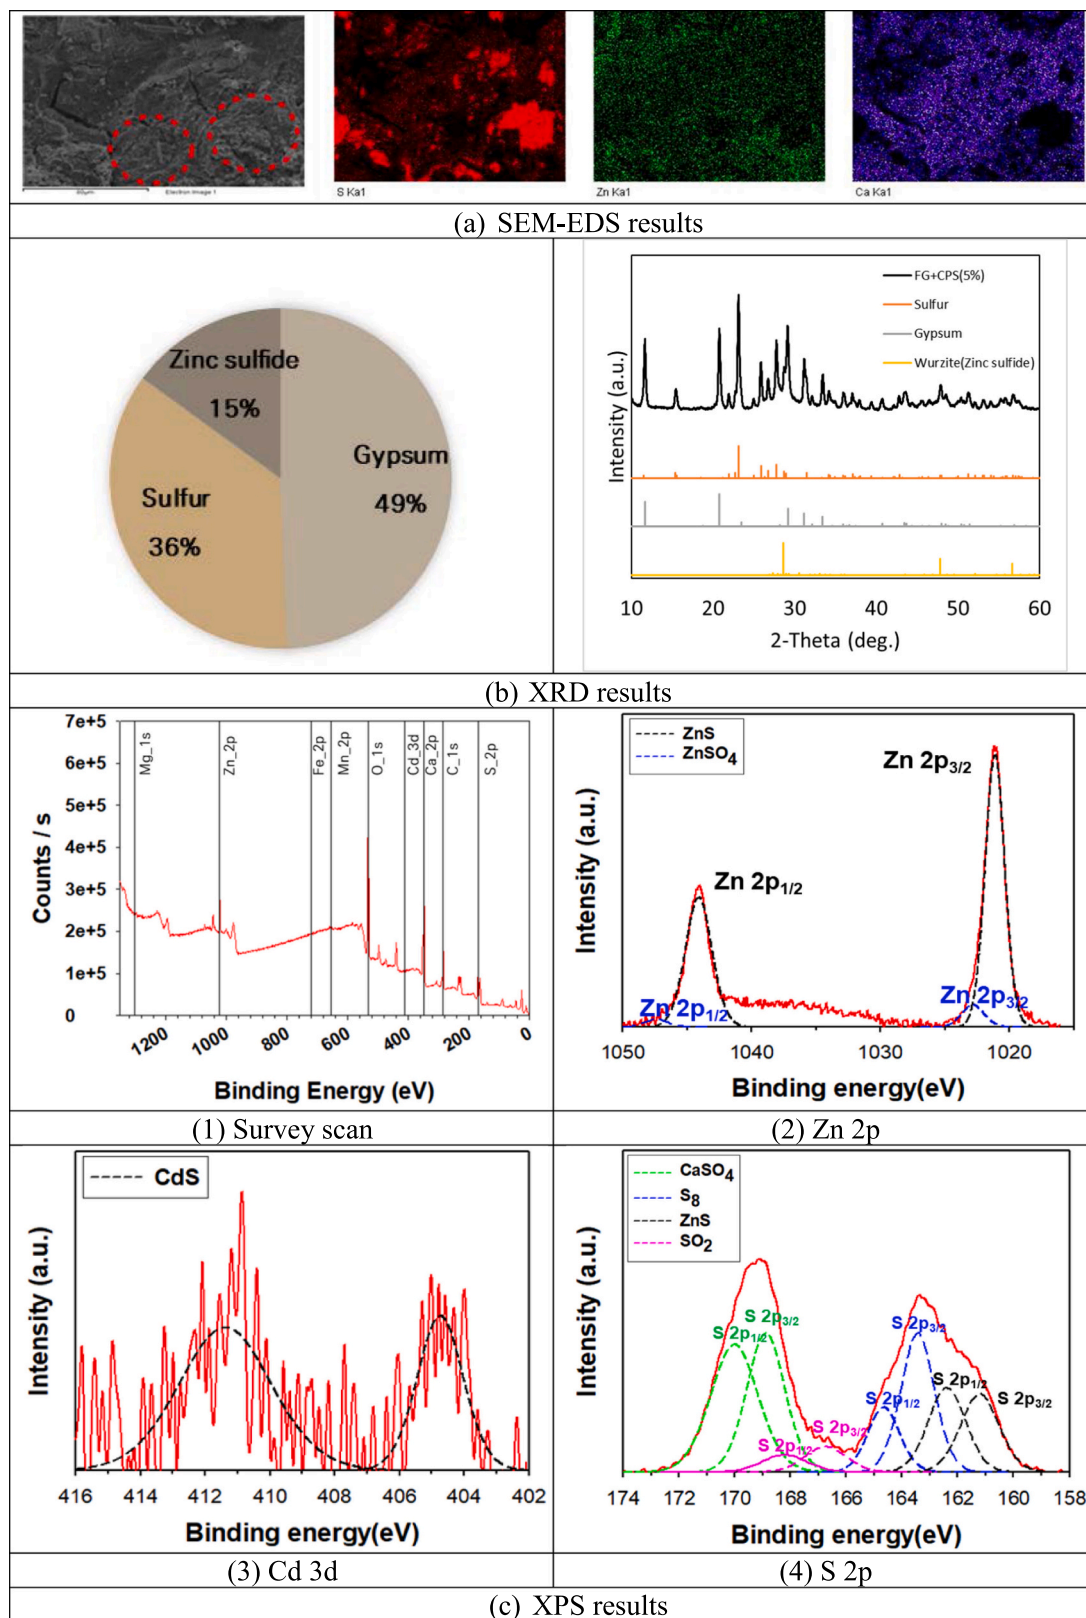 60μm
Electron Image 1
S Ka1
Zn Ka1
Ca Ka1
(a) SEM-EDS results
Zinc sulfide
15%
Gypsum
49%
Sulfur
36%
FG+CPS(5%)
Sulfur
Gypsum
Wurzite(Zinc sulfide)
Intensity (a.u.)
10 20 30 40 50 60
2-Theta (deg.)
(b) XRD results
7e+5
6e+5
5e+5
4e+5
3e+5
2e+5
1e+5
0
Counts / s
Mg_1s
Zn_2p
Fe_2p
Mn_2p
O_1s
Cd_3d
Ca_2p
C_1s
S_2p
1200 1000 800 600 400 200 0
Binding Energy (eV)
ZnS
ZnSO4
Zn 2p3/2
Zn 2p1/2
Zn 2p1/2
Zn 2p3/2
Intensity (a.u.)
1050 1040 1030 1020
Binding energy(eV)
(1) Survey scan
(2) Zn 2p
CdS
Intensity (a.u.)
416 414 412 410 408 406 404 402
Binding energy(eV)
CaSO4
S8
ZnS
SO2
S 2p3/2
S 2p1/2
S 2p3/2
S 2p1/2
S 2p3/2
S 2p1/2
S 2p3/2
S 2p1/2
Intensity (a.u.)
174 172 170 168 166 164 162 160 158
Binding energy(eV)
(3) Cd 3d
(4) S 2p
(c) XPS results